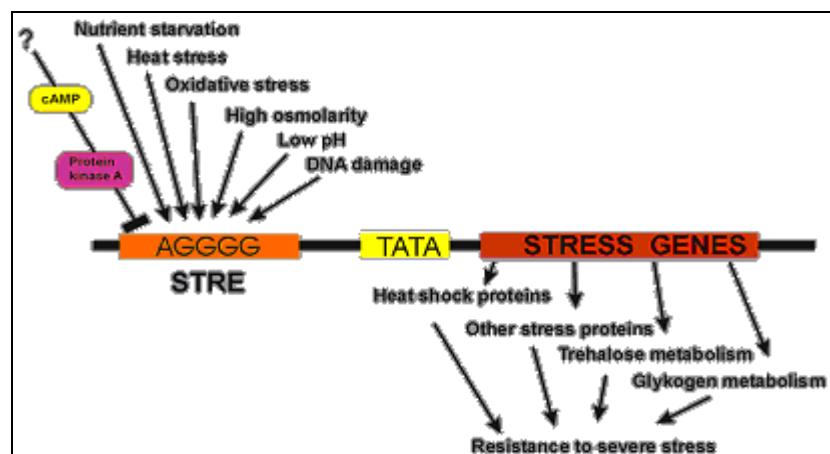 Nutrient starvation
?
Heat stress
Oxidative stress
cAMP
High osmolarity
Low pH
Protein
kinase A
DNA damage
AGGGG
TATA
STRESS GENES
STRE
Heat shock proteins
Other stress proteins
Trehalose metabolism
Glykogen metabolism
Resistance to severe stress